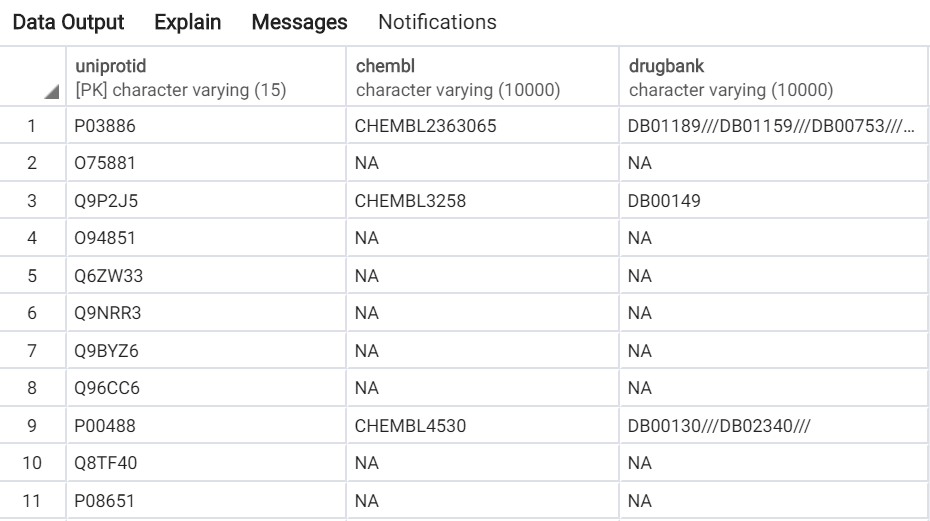 Data Output Explain Messages Notifications
uniprotid chembl drugbank
[PK] character varying (15) character varying (10000) character varying (10000)
1 P03886 CHEMBL2363065 DB01189///DB01159///DB00753///...
2 O75881 NA NA
3 Q9P2J5 CHEMBL3258 DB00149
4 O94851 NA NA
5 Q6ZW33 NA NA
6 Q9NRR3 NA NA
7 Q9BYZ6 NA NA
8 Q96CC6 NA NA
9 P00488 CHEMBL4530 DB00130///DB02340///
10 Q8TF40 NA NA
11 P08651 NA NA